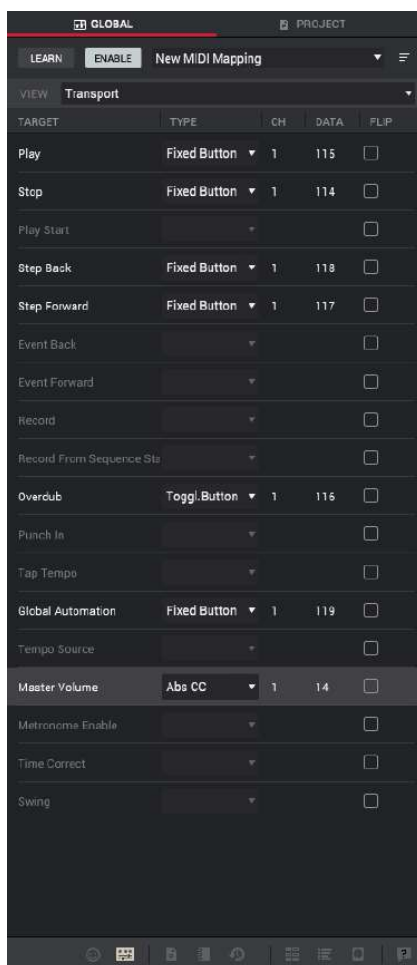 GLOBAL PROJECT
LEARN ENABLE New MIDI Mapping
VIEW Transport
TARGET TYPE CH DATA FLIP
Play Fixed Button 1 115
Stop Fixed Button 1 114
Play Start
Step Back Fixed Button 1 118
Step Forward Fixed Button 1 117
Event Back
Event Forward
Record
Record From Sequence Sta
Overdub Toggl.Button 1 116
Punch In
Tap Tempo
Global Automation Fixed Button 1 119
Tempo Source
Master Volume Abs CC 1 14
Metronome Enable
Time Correct
Swing